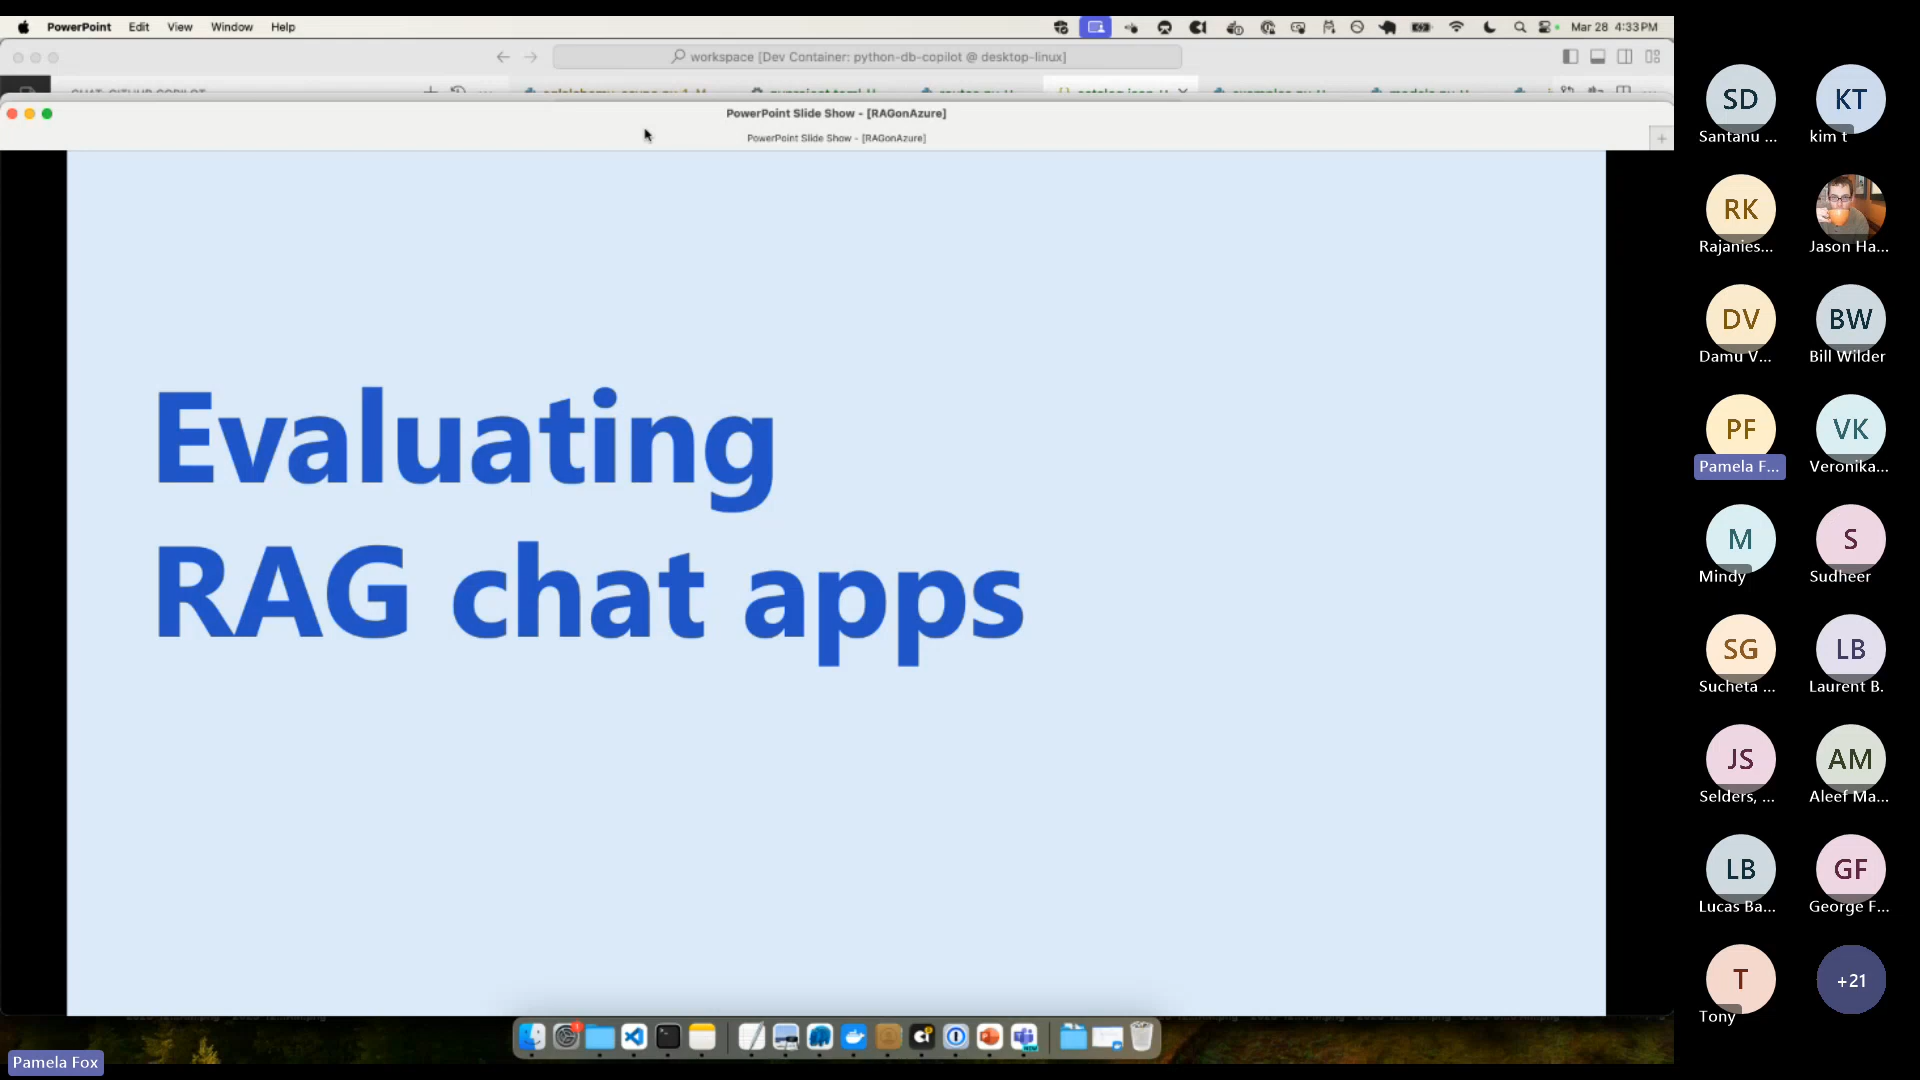 PowerPoint Edit View Window Help
Mar 28 4:33PM
workspace [Dev Container: python-db-copilot @ desktop-linux]
PowerPoint Slide Show - [RAGonAzure]
PowerPoint Slide Show - [RAGonAzure]
Evaluating
RAG chat apps
SD
Santanu ...
KT
kim t
RK
Rajanies...
Jason Ha...
DV
Damu V...
BW
Bill Wilder
PF
Pamela F...
VK
Veronika...
M
Mindy
S
Sudheer
SG
Sucheta ...
LB
Laurent B.
JS
Selders, ...
AM
Aleef Ma...
LB
Lucas Ba...
GF
George F...
T
Tony
+21
Pamela Fox